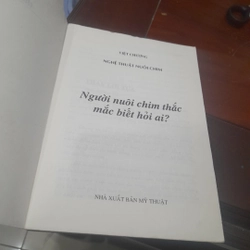 VIỆT CHƯƠNG
NGHỆ THUẬT NUÔI CHIM
Người nuôi chim thắc
mắc biết hỏi ai?
NHÀ XUẤT BẢN MỸ THUẬT